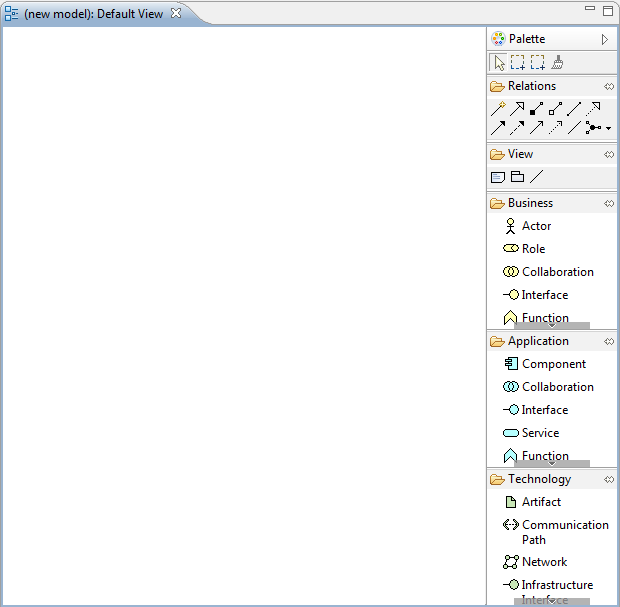 (new model): Default View
Palette
Relations
View
Business
Actor
Role
Collaboration
Interface
Function
Application
Component
Collaboration
Interface
Service
Function
Technology
Artifact
Communication
Path
Network
Infrastructure
Interface